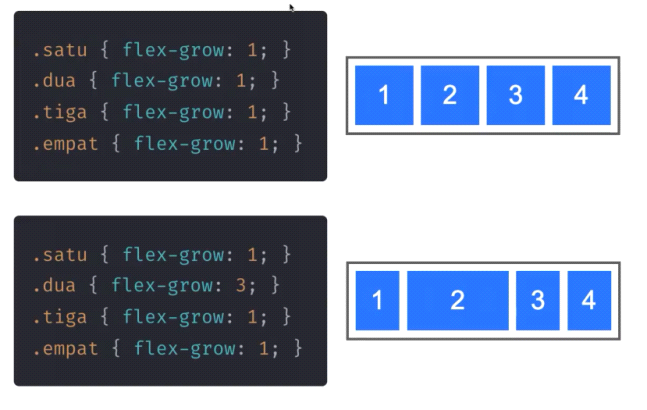 .satu { flex-grow: 1; }
.dua { flex-grow: 1; }
.tiga { flex-grow: 1; }
.empat { flex-grow: 1; }
1 2 3 4
.satu { flex-grow: 1; }
.dua { flex-grow: 3; }
.tiga { flex-grow: 1; }
.empat { flex-grow: 1; }
1 2 3 4